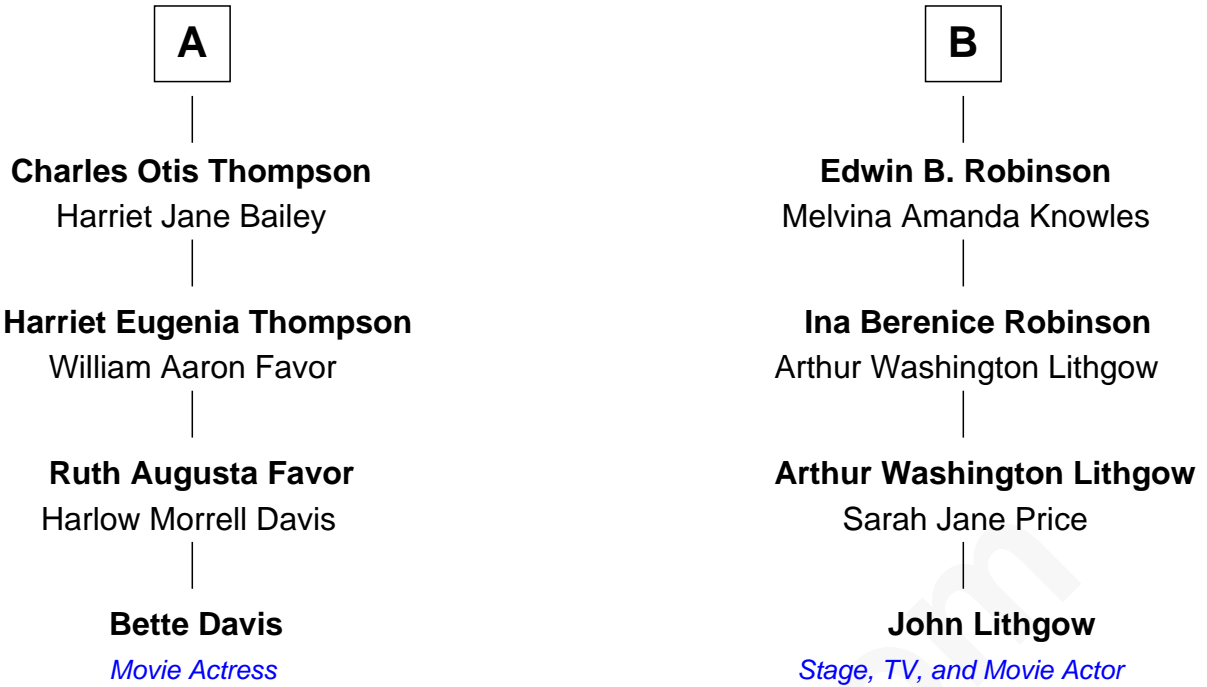 A
Charles Otis Thompson
Harriet Jane Bailey
Harriet Eugenia Thompson
William Aaron Favor
Ruth Augusta Favor
Harlow Morrell Davis
Bette Davis
Movie Actress
B
Edwin B. Robinson
Melvina Amanda Knowles
Ina Berenice Robinson
Arthur Washington Lithgow
Arthur Washington Lithgow
Sarah Jane Price
John Lithgow
Stage, TV, and Movie Actor